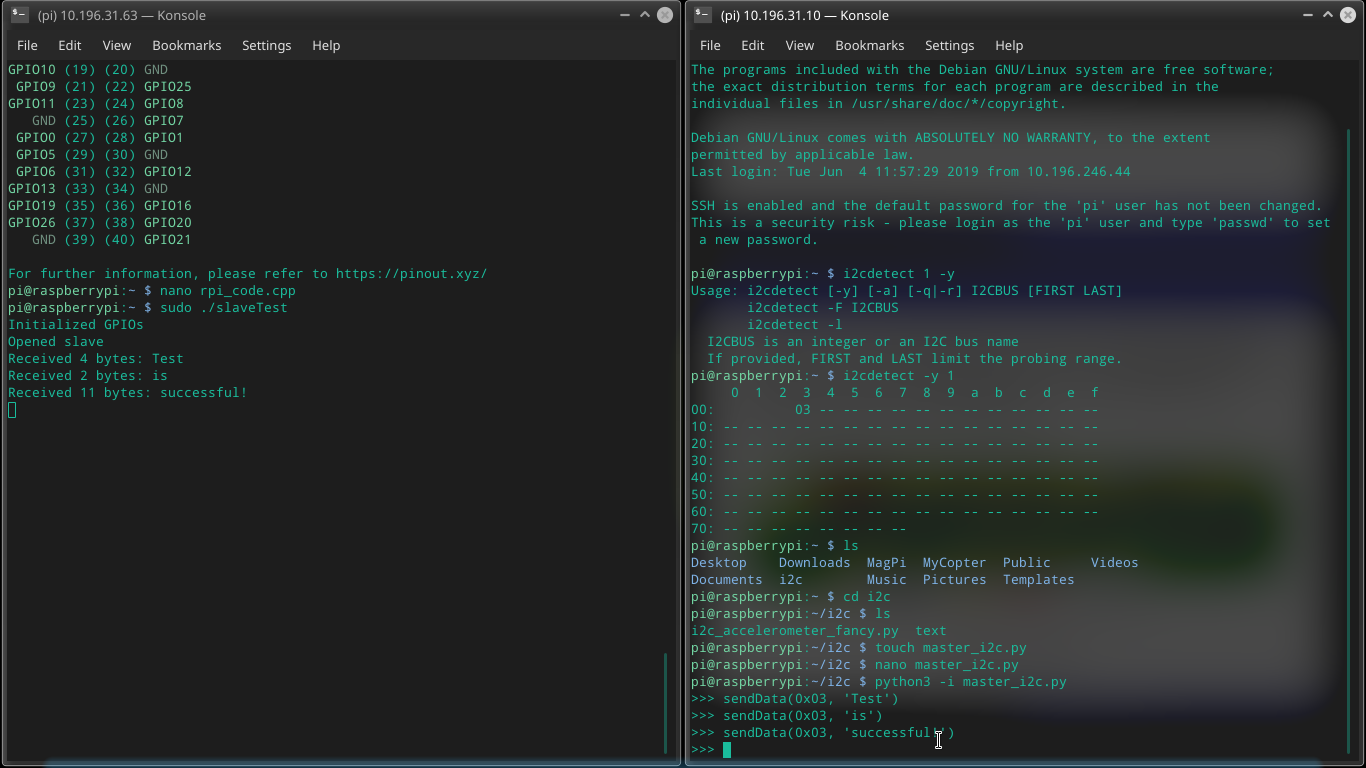 (pi) 10.196.31.63 — Konsole
File Edit View Bookmarks Settings Help
GPIO10 (19) (20) GND
 GPIO9 (21) (22) GPIO25
GPIO11 (23) (24) GPIO8
   GND (25) (26) GPIO7
 GPIO0 (27) (28) GPIO1
 GPIO5 (29) (30) GND
 GPIO6 (31) (32) GPIO12
GPIO13 (33) (34) GND
GPIO19 (35) (36) GPIO16
GPIO26 (37) (38) GPIO20
   GND (39) (40) GPIO21
For further information, please refer to https://pinout.xyz/
pi@raspberrypi:~ $ nano rpi_code.cpp
pi@raspberrypi:~ $ sudo ./slaveTest
Initialized GPIOs
Opened slave
Received 4 bytes: Test
Received 2 bytes: is
Received 11 bytes: successful!
(pi) 10.196.31.10 — Konsole
File Edit View Bookmarks Settings Help
The programs included with the Debian GNU/Linux system are free software;
the exact distribution terms for each program are described in the
individual files in /usr/share/doc/*/copyright.
Debian GNU/Linux comes with ABSOLUTELY NO WARRANTY, to the extent
permitted by applicable law.
Last login: Tue Jun  4 11:57:29 2019 from 10.196.246.44
SSH is enabled and the default password for the 'pi' user has not been changed.
This is a security risk - please login as the 'pi' user and type 'passwd' to set
 a new password.
pi@raspberrypi:~ $ i2cdetect 1 -y
Usage: i2cdetect [-y] [-a] [-q|-r] I2CBUS [FIRST LAST]
       i2cdetect -F I2CBUS
       i2cdetect -l
  I2CBUS is an integer or an I2C bus name
  If provided, FIRST and LAST limit the probing range.
pi@raspberrypi:~ $ i2cdetect -y 1
     0  1  2  3  4  5  6  7  8  9  a  b  c  d  e  f
00:          03 -- -- -- -- -- -- -- -- -- -- -- --
10: -- -- -- -- -- -- -- -- -- -- -- -- -- -- -- --
20: -- -- -- -- -- -- -- -- -- -- -- -- -- -- -- --
30: -- -- -- -- -- -- -- -- -- -- -- -- -- -- -- --
40: -- -- -- -- -- -- -- -- -- -- -- -- -- -- -- --
50: -- -- -- -- -- -- -- -- -- -- -- -- -- -- -- --
60: -- -- -- -- -- -- -- -- -- -- -- -- -- -- -- --
70: -- -- -- -- -- -- -- --
pi@raspberrypi:~ $ ls
Desktop    Downloads  MagPi  MyCopter  Public     Videos
Documents  i2c        Music  Pictures  Templates
pi@raspberrypi:~ $ cd i2c
pi@raspberrypi:~/i2c $ ls
i2c_accelerometer_fancy.py  text
pi@raspberrypi:~/i2c $ touch master_i2c.py
pi@raspberrypi:~/i2c $ nano master_i2c.py
pi@raspberrypi:~/i2c $ python3 -i master_i2c.py
>>> sendData(0x03, 'Test')
>>> sendData(0x03, 'is')
>>> sendData(0x03, 'successful!')
>>>